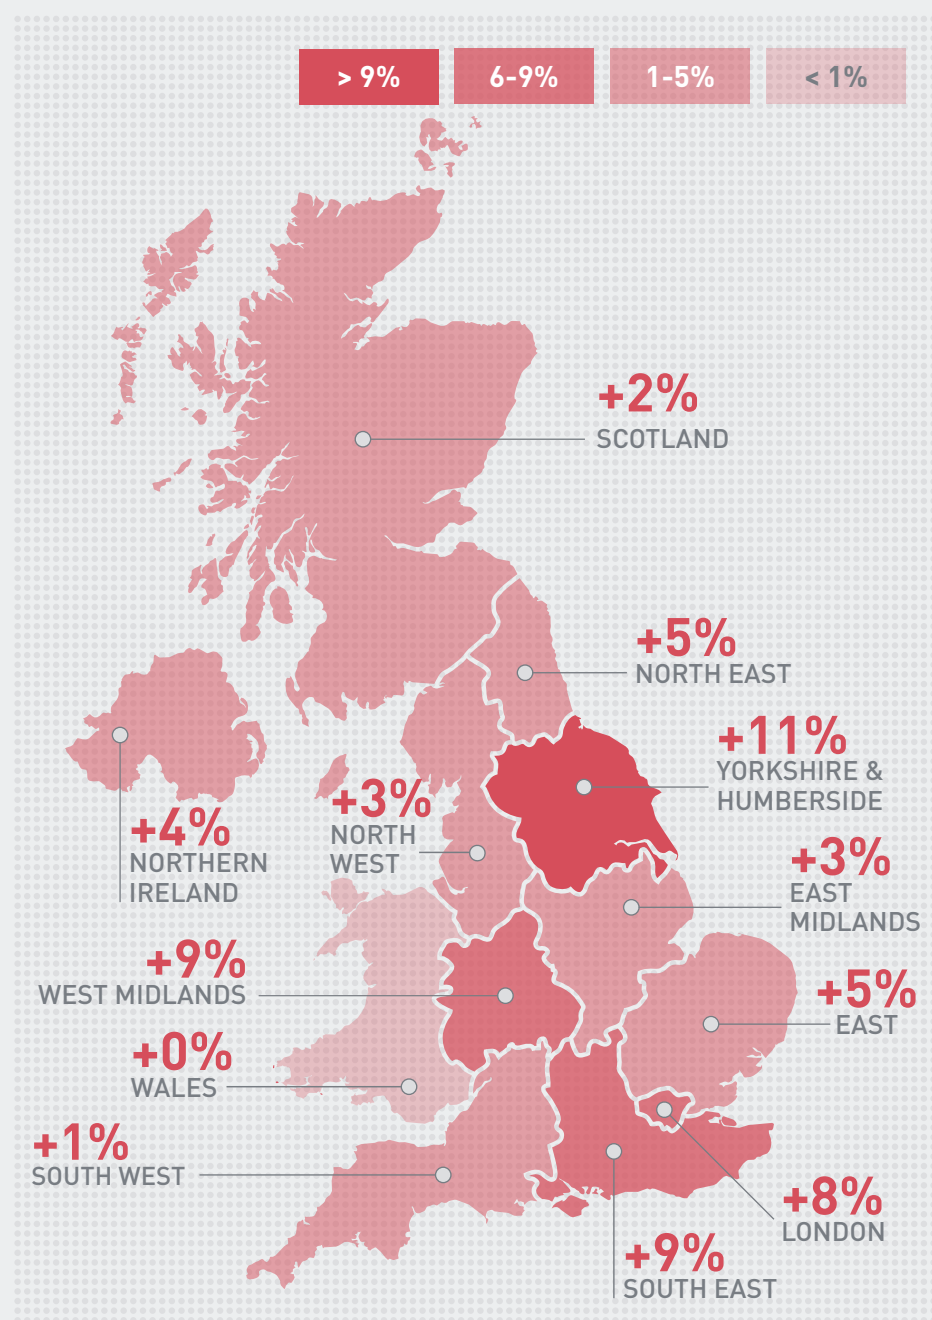 > 9%
6-9%
1-5%
< 1%
+2%
SCOTLAND
+5%
NORTH EAST
+11%
YORKSHIRE &
HUMBERSIDE
+3%
NORTH
WEST
+4%
NORTHERN
IRELAND
+3%
EAST
MIDLANDS
+9%
WEST MIDLANDS
+5%
EAST
+0%
WALES
+1%
SOUTH WEST
+8%
LONDON
+9%
SOUTH EAST